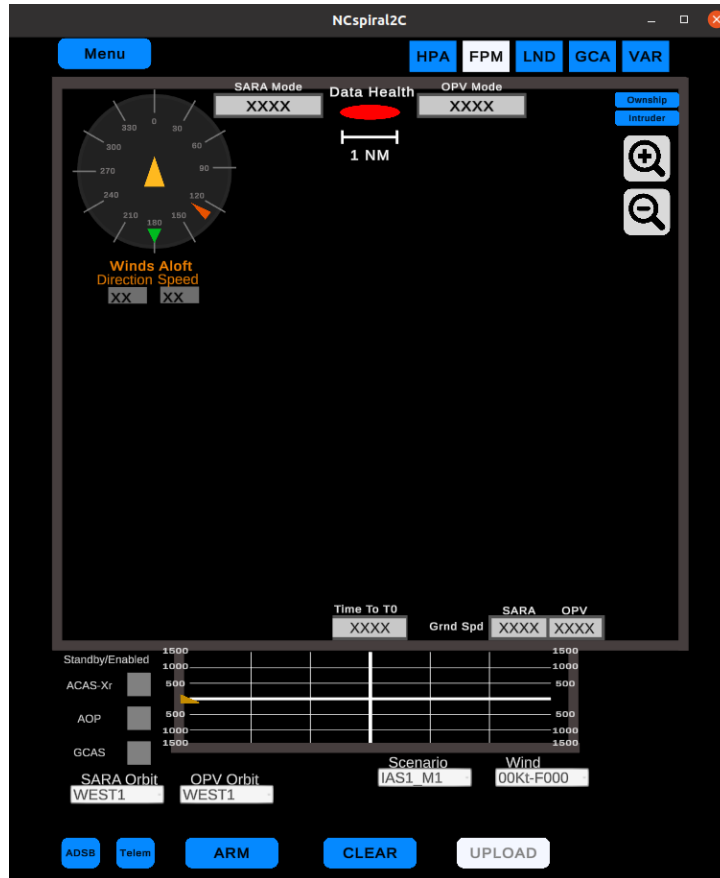 NCspiral2C
Menu
HPA FPM LND GCA VAR
SARA Mode
XXXX
Data Health
OPV Mode
XXXX
1 NM
Ownship
Intruder
0
30
60
90
120
150
180
210
240
270
300
330
Winds Aloft
Direction Speed
XX XX
Time To T0
XXXX
Grnd Spd
SARA OPV
XXXX XXXX
Standby/Enabled
ACAS-Xr
AOP
GCAS
1500 1500
1000 1000
500 500
500 500
1000 1000
1500 1500
SARA Orbit
WEST1
OPV Orbit
WEST1
Scenario
IAS1_M1
Wind
00Kt-F000
ADSB Telem ARM CLEAR UPLOAD